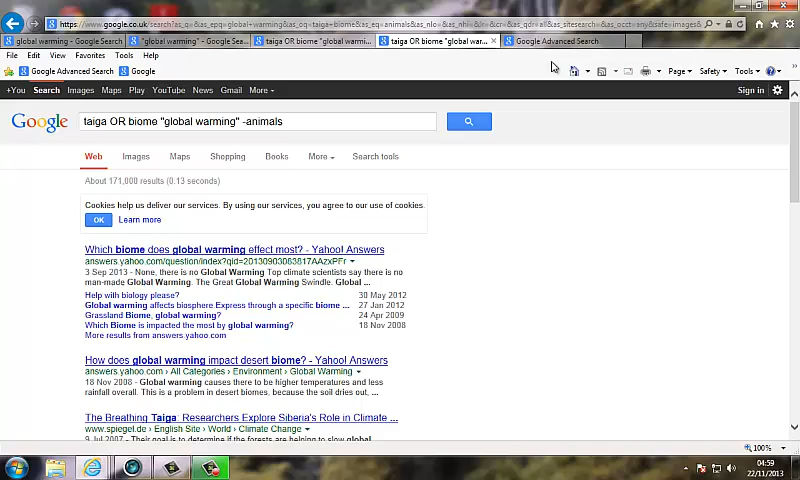 https://www.google.co.uk/search?as_q=&as_epq=global+warming&as_oq=taiga+biome&as_eq=animals&as_nlo=&as_nhi=&lr=&cr=&as_qdr=all&as_sitesearch=&as_occt=any&safe=images&
global warming - Google Search
"global warming" - Google Sea...
taiga OR biome "global warmi...
taiga OR biome "global war...
Google Advanced Search
File Edit View Favorites Tools Help
Google Advanced Search Google
Page Safety Tools
+You Search Images Maps Play YouTube News Gmail More
Sign in
Google
taiga OR biome "global warming" -animals
Web Images Maps Shopping Books More Search tools
About 171,000 results (0.13 seconds)
Cookies help us deliver our services. By using our services, you agree to our use of cookies.
OK Learn more
Which biome does global warming effect most? - Yahoo! Answers
answers.yahoo.com/question/index?qid=20130903083817AAzxPFr
3 Sep 2013 - None, there is no Global Warming Top climate scientists say there is no
man-made Global Warming. The Great Global Warming Swindle. Global ...
Help with biology please? 30 May 2012
Global warming affects biosphere Express through a specific biome ... 27 Jan 2012
Grassland Biome, global warming? 24 Apr 2009
Which Biome is impacted the most by global warming? 18 Nov 2008
More results from answers.yahoo.com
How does global warming impact desert biome? - Yahoo! Answers
answers.yahoo.com › All Categories › Environment › Global Warming
18 Nov 2008 - Global warming causes there to be higher temperatures and less
rainfall overall. This is a problem in desert biomes, because the soil dries out, ...
The Breathing Taiga: Researchers Explore Siberia's Role in Climate ...
www.spiegel.de › English Site › World › Climate Change
9 Jul 2007 - Their goal is to determine if the forests are helping to slow global
100%
04:59
22/11/2013